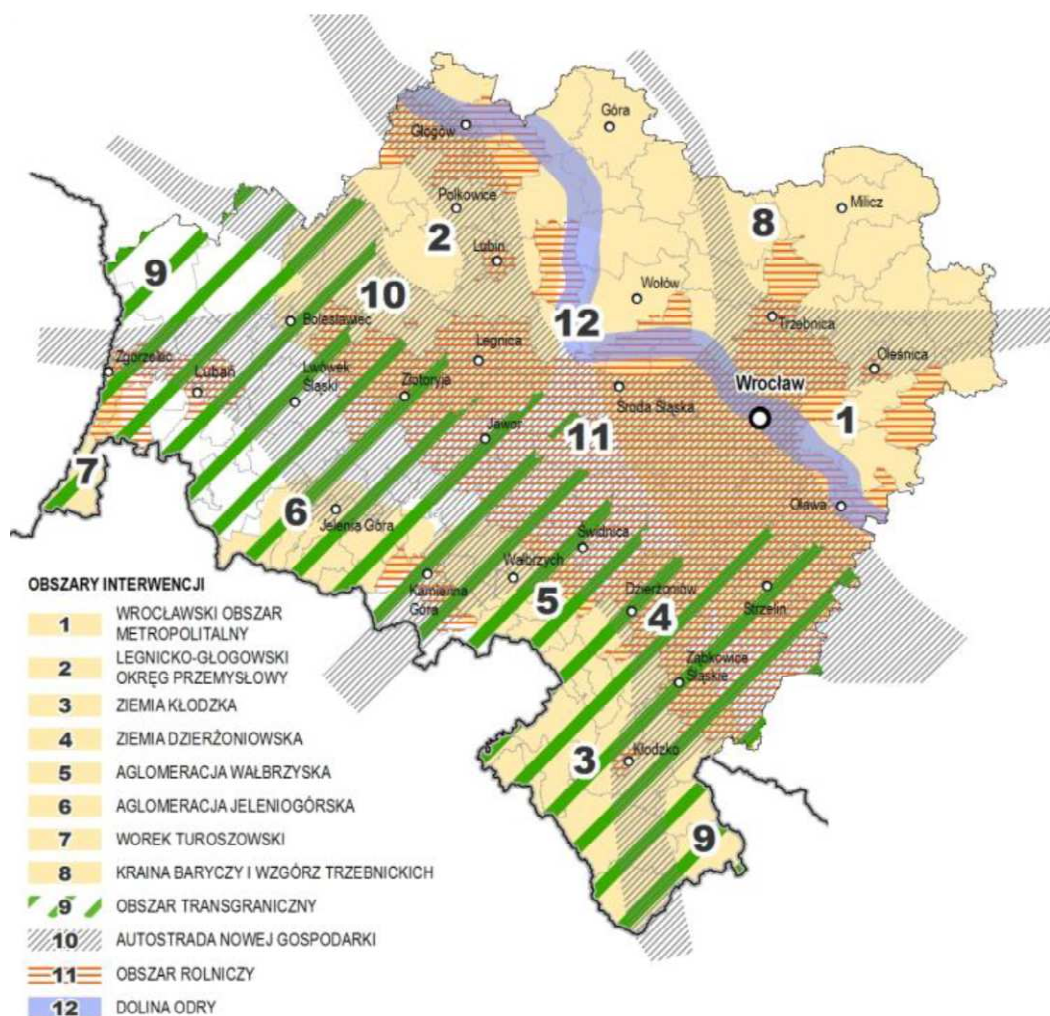 Góra
Głogów
Milicz
Polkowice
8
2
Lubin
9
Wołów
10
12
Trzebnica
Bolesławiec
Legnica
Oleśnica
Zgorzelec
Lubań
Lwówek
Śląski
Złotoryja
Środa Śląska
Wrocław
1
11
Jawor
7
6
Jelenia Góra
Oława
Świdnica
Wałbrzych
Kamienna
Góra
5
Dzierżoniów
4
Strzelin
Ząbkowice
Śląskie
3
Kłodzko
9
OBSZARY INTERWENCJI
1 WROCŁAWSKI OBSZAR
METROPOLITALNY
2 LEGNICKO-GŁOGOWSKI
OKRĘG PRZEMYSŁOWY
3 ZIEMIA KŁODZKA
4 ZIEMIA DZIERŻONIOWSKA
5 AGLOMERACJA WAŁBRZYSKA
6 AGLOMERACJA JELENIOGÓRSKA
7 WOREK TUROSZOWSKI
8 KRAINA BARYCZY I WZGÓRZ TRZEBNICKICH
9 OBSZAR TRANSGRANICZNY
10 AUTOSTRADA NOWEJ GOSPODARKI
11 OBSZAR ROLNICZY
12 DOLINA ODRY